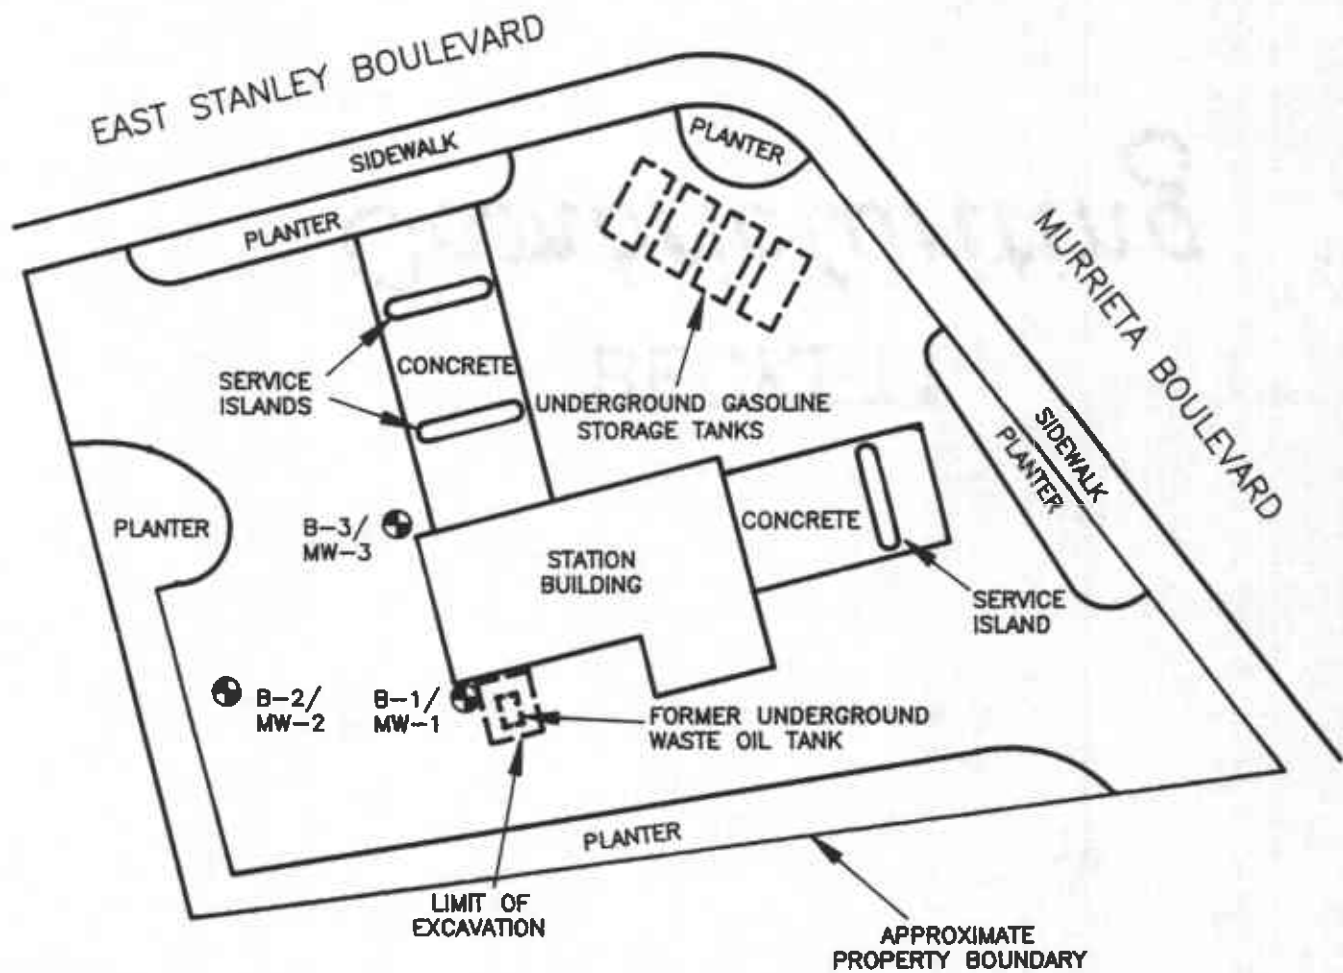 EAST STANLEY BOULEVARD
SIDEWALK
PLANTER
PLANTER
MURRIETA BOULEVARD
SERVICE
ISLANDS
CONCRETE
UNDERGROUND GASOLINE
STORAGE TANKS
SIDEWALK
PLANTER
PLANTER
B-3/
MW-3
STATION
BUILDING
CONCRETE
SERVICE
ISLAND
B-2/
MW-2
B-1/
MW-1
FORMER UNDERGROUND
WASTE OIL TANK
PLANTER
LIMIT OF
EXCAVATION
APPROXIMATE
PROPERTY BOUNDARY